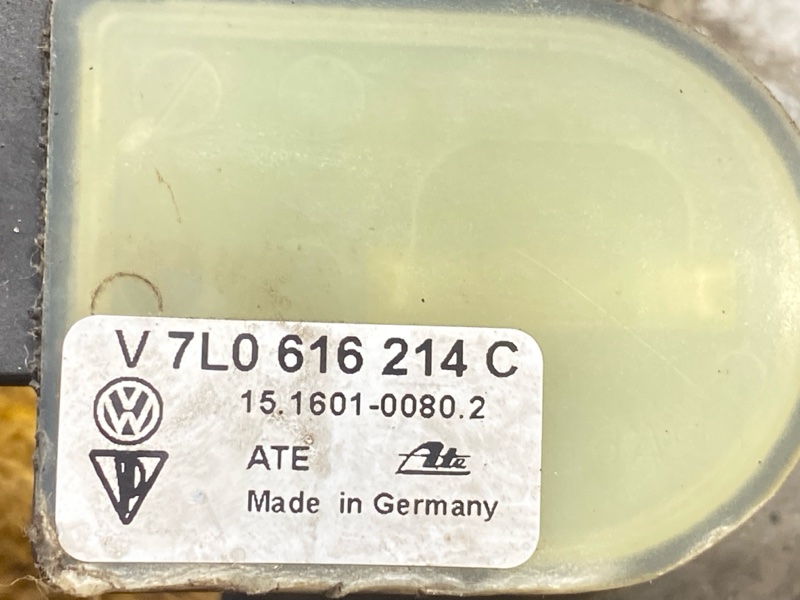 V 7L0 616 214 C
15.1601-0080.2
ATE Ate
Made in Germany